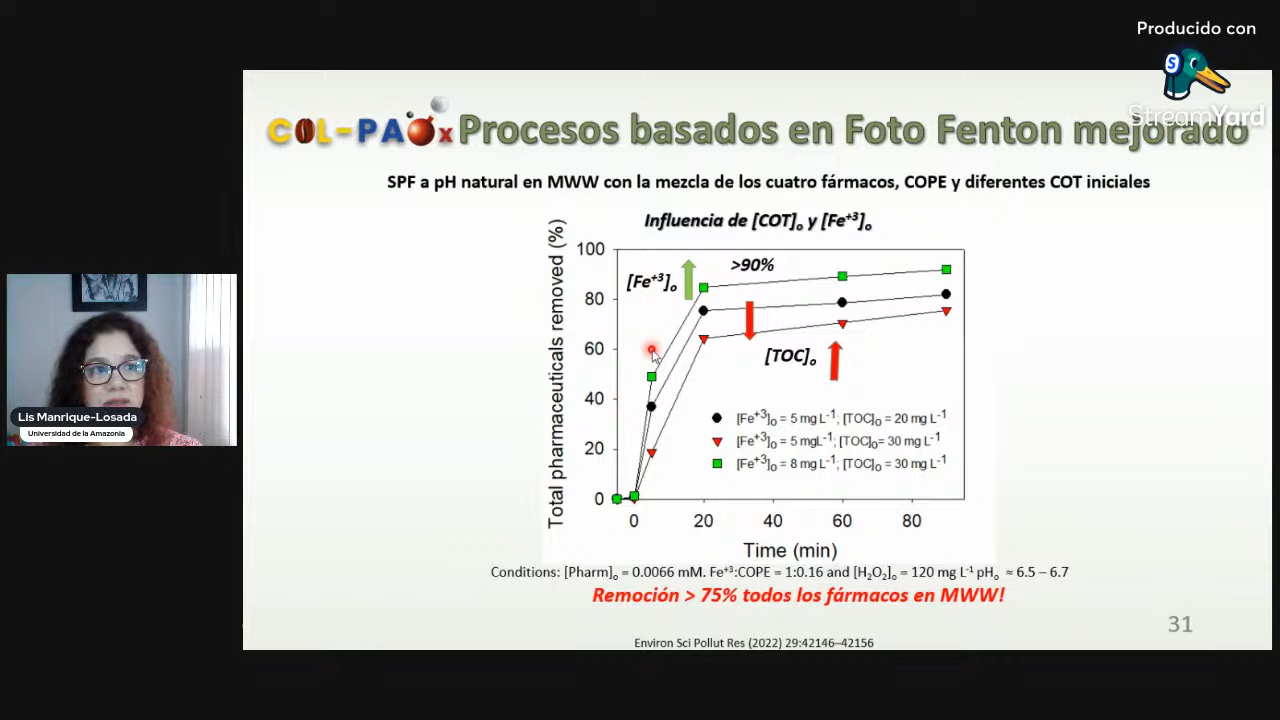 Producido con
StreamYard
COL-PAOx Procesos basados en Foto Fenton mejorado
SPF a pH natural en MWW con la mezcla de los cuatro fármacos, COPE y diferentes COT iniciales
Influencia de [COT]o y [Fe+3]o
Total pharmaceuticals removed (%)
100
80
60
40
20
0
[Fe+3]o
>90%
[TOC]o
[Fe+3]o = 5 mg L-1; [TOC]o = 20 mg L-1
[Fe+3]o = 5 mgL-1; [TOC]o= 30 mg L-1
[Fe+3]o = 8 mg L-1; [TOC]o = 30 mg L-1
0 20 40 60 80
Time (min)
Conditions: [Pharm]o = 0.0066 mM. Fe+3:COPE = 1:0.16 and [H2O2]o = 120 mg L-1 pHo ≈ 6.5 – 6.7
Remoción > 75% todos los fármacos en MWW!
31
Environ Sci Pollut Res (2022) 29:42146–42156
Lis Manrique-Losada
Universidad de la Amazonia